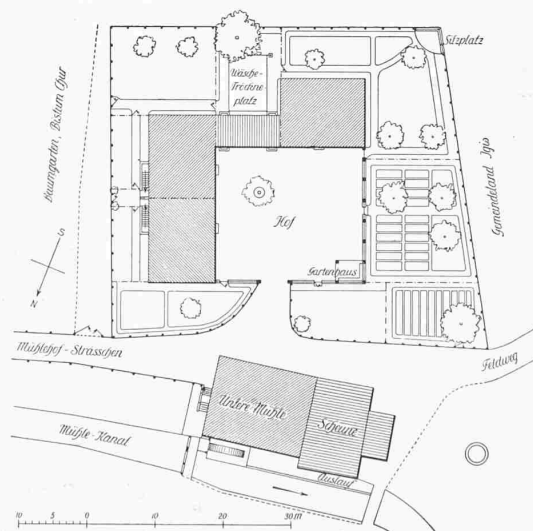 Sitzplatz
Wäsche-
Tröckne
platz
Baumgarten, Bistum Chur
Gemeindeland Igis
Hof
S
N
Gartenhaus
Mühlehof-Strässchen
Feldweg
Untere Mühle
Scheune
Mühle-Kanal
Auslauf
10 5 0 10 20 30 m